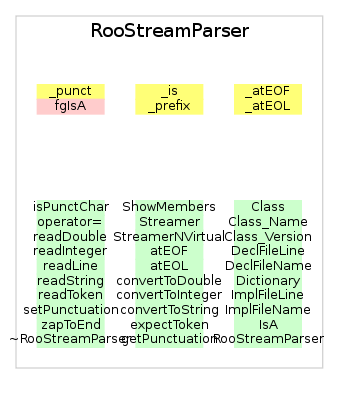 RooStreamParser
_punct _is _atEOF
fgIsA _prefix _atEOL
isPunctChar ShowMembers Class
operator= Streamer Class_Name
readDouble StreamerNVirtual Class_Version
readInteger atEOF DeclFileLine
readLine atEOL DeclFileName
readString convertToDouble Dictionary
readToken convertToInteger ImplFileLine
setPunctuation convertToString ImplFileName
zapToEnd expectToken IsA
~RooStreamParser getPunctuation RooStreamParser